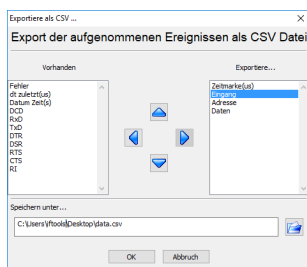 Exportiere als CSV ...
Export der aufgenommenen Ereignissen als CSV Datei
Vorhanden
Fehler
dt zuletzt(us)
Datum Zeit(s)
DCD
RxD
TxD
DTR
DSR
RTS
CTS
RI
Exportiere...
Zeitmarke(us)
Eingang
Adresse
Daten
Speichern unter...
C:\Users\iftools\Desktop\data.csv
OK
Abbruch